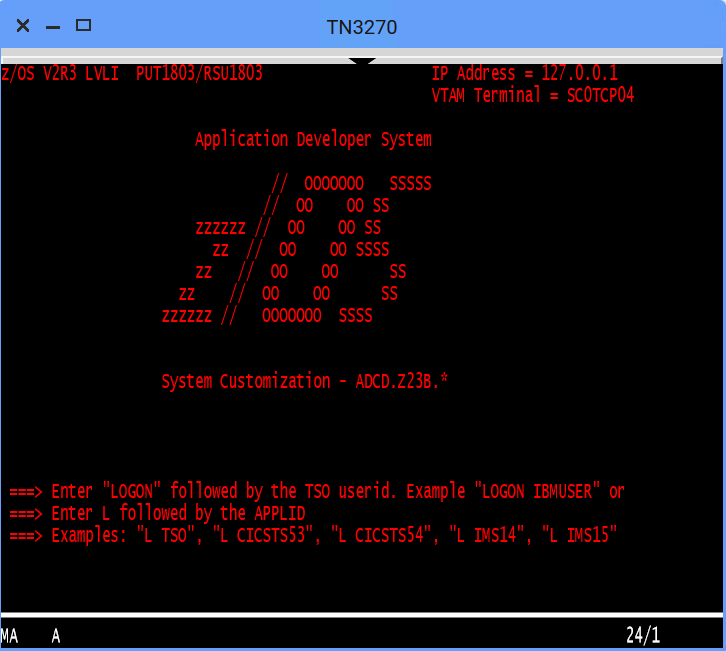 TN3270
z/OS V2R3 LVLI  PUT1803/RSU1803                    IP Address = 127.0.0.1
                                                   VTAM Terminal = SC0TCP04
                       Application Developer System
                                //  OOOOOOO   SSSSS
                               //  OO    OO SS
                       zzzzzz //  OO    OO SS
                         zz  //  OO    OO SSSS
                       zz   //  OO    OO      SS
                     zz    //  OO    OO      SS
                   zzzzzz //   OOOOOOO  SSSS
                   System Customization - ADCD.Z23B.*
 ===> Enter "LOGON" followed by the TSO userid. Example "LOGON IBMUSER" or
 ===> Enter L followed by the APPLID
 ===> Examples: "L TSO", "L CICSTS53", "L CICSTS54", "L IMS14", "L IMS15"
MA    A                                                                   24/1